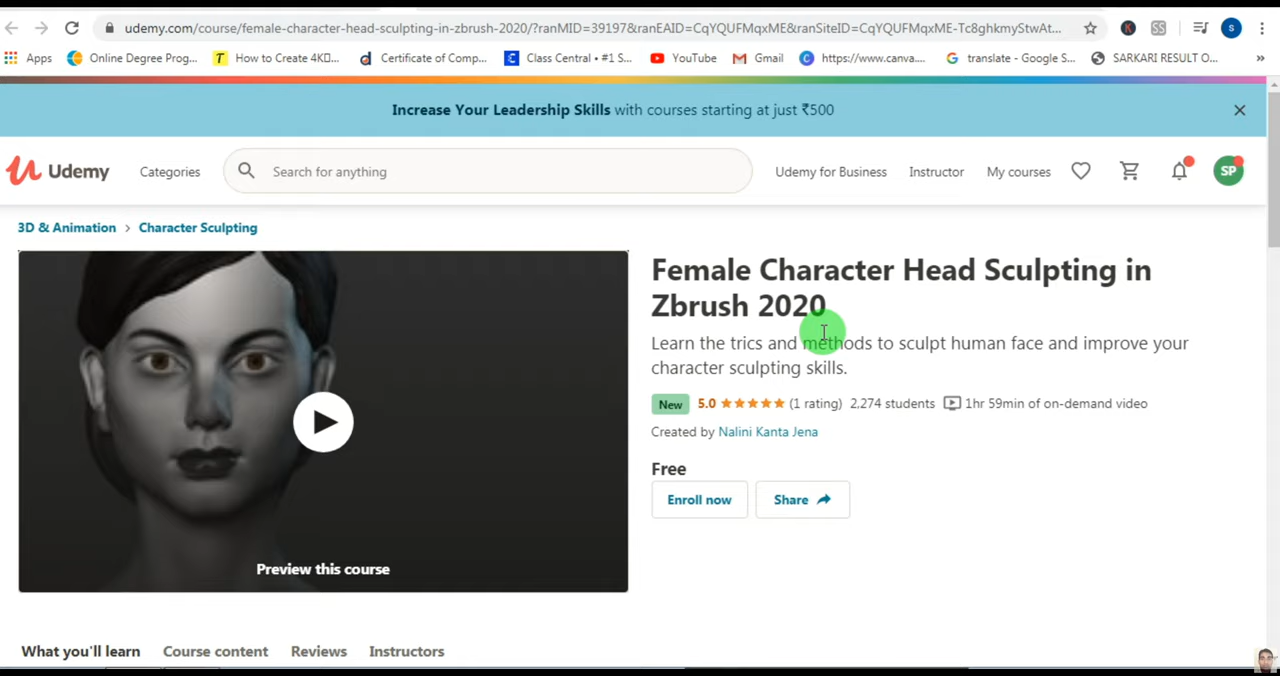 udemy.com/course/female-character-head-sculpting-in-zbrush-2020/?ranMID=39197&ranEAID=CqYQUFMqxME&ranSiteID=CqYQUFMqxME-Tc8ghkmyStwAt...
Apps Online Degree Prog... How to Create 4K... Certificate of Comp... Class Central • #1 S... YouTube Gmail https://www.canva.... translate - Google S... SARKARI RESULT O... »
Increase Your Leadership Skills with courses starting at just ₹500
Udemy Categories Search for anything Udemy for Business Instructor My courses SP
3D & Animation > Character Sculpting
Female Character Head Sculpting in
Zbrush 2020
Learn the trics and methods to sculpt human face and improve your
character sculpting skills.
New 5.0 (1 rating) 2,274 students 1hr 59min of on-demand video
Created by Nalini Kanta Jena
Free
Enroll now Share
Preview this course
What you'll learn Course content Reviews Instructors